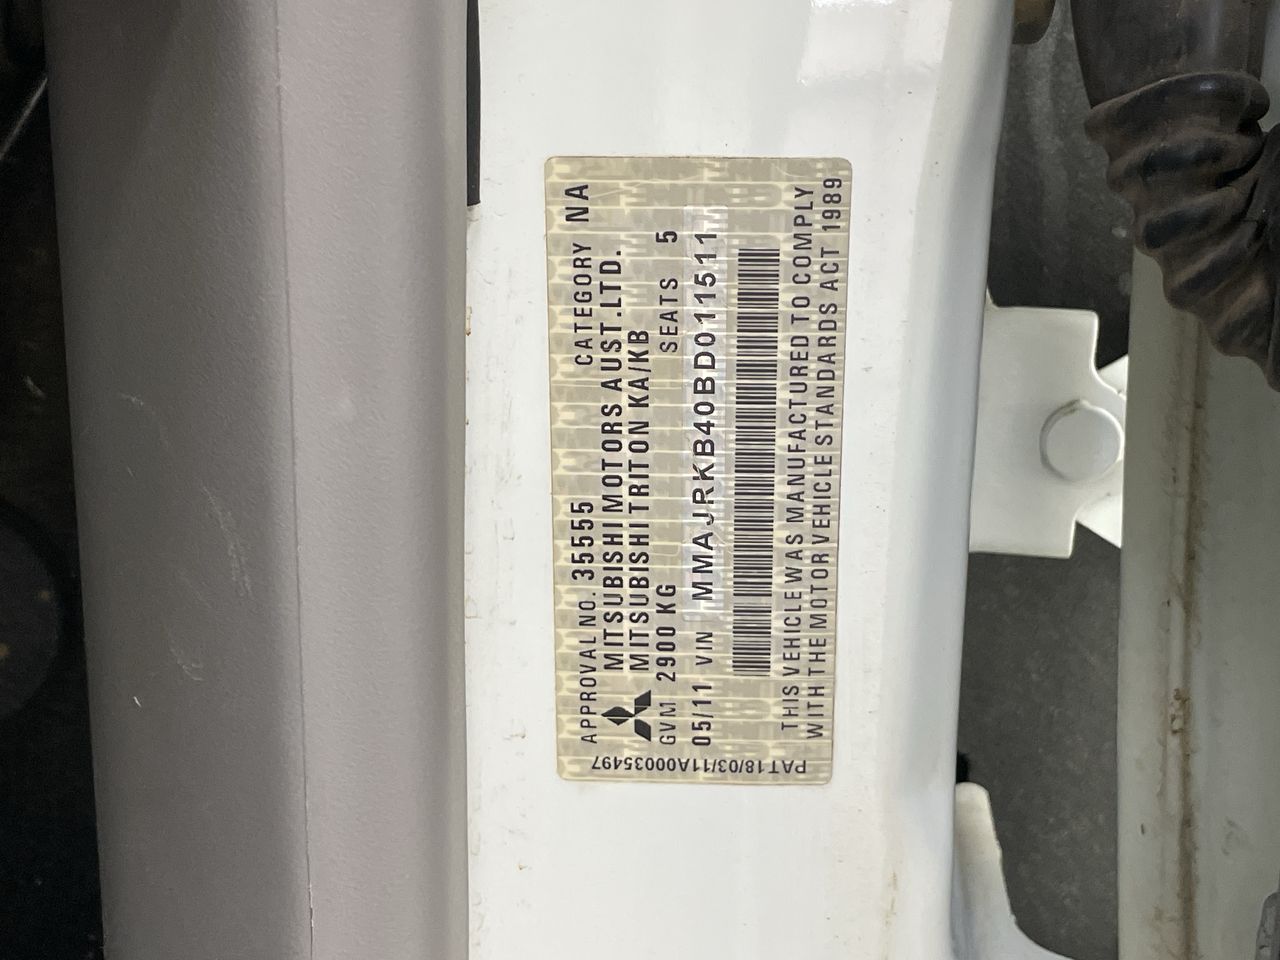 APPROVAL NO. 35555 CATEGORY NA
MITSUBISHI MOTORS AUST.LTD.
MITSUBISHI TRITON KA/KB
GVM 2900 KG SEATS 5
05/11 VIN MMAJRKB40BD011511
THIS VEHICLE WAS MANUFACTURED TO COMPLY
WITH THE MOTOR VEHICLE STANDARDS ACT 1989
PAT18/03/11A00035497